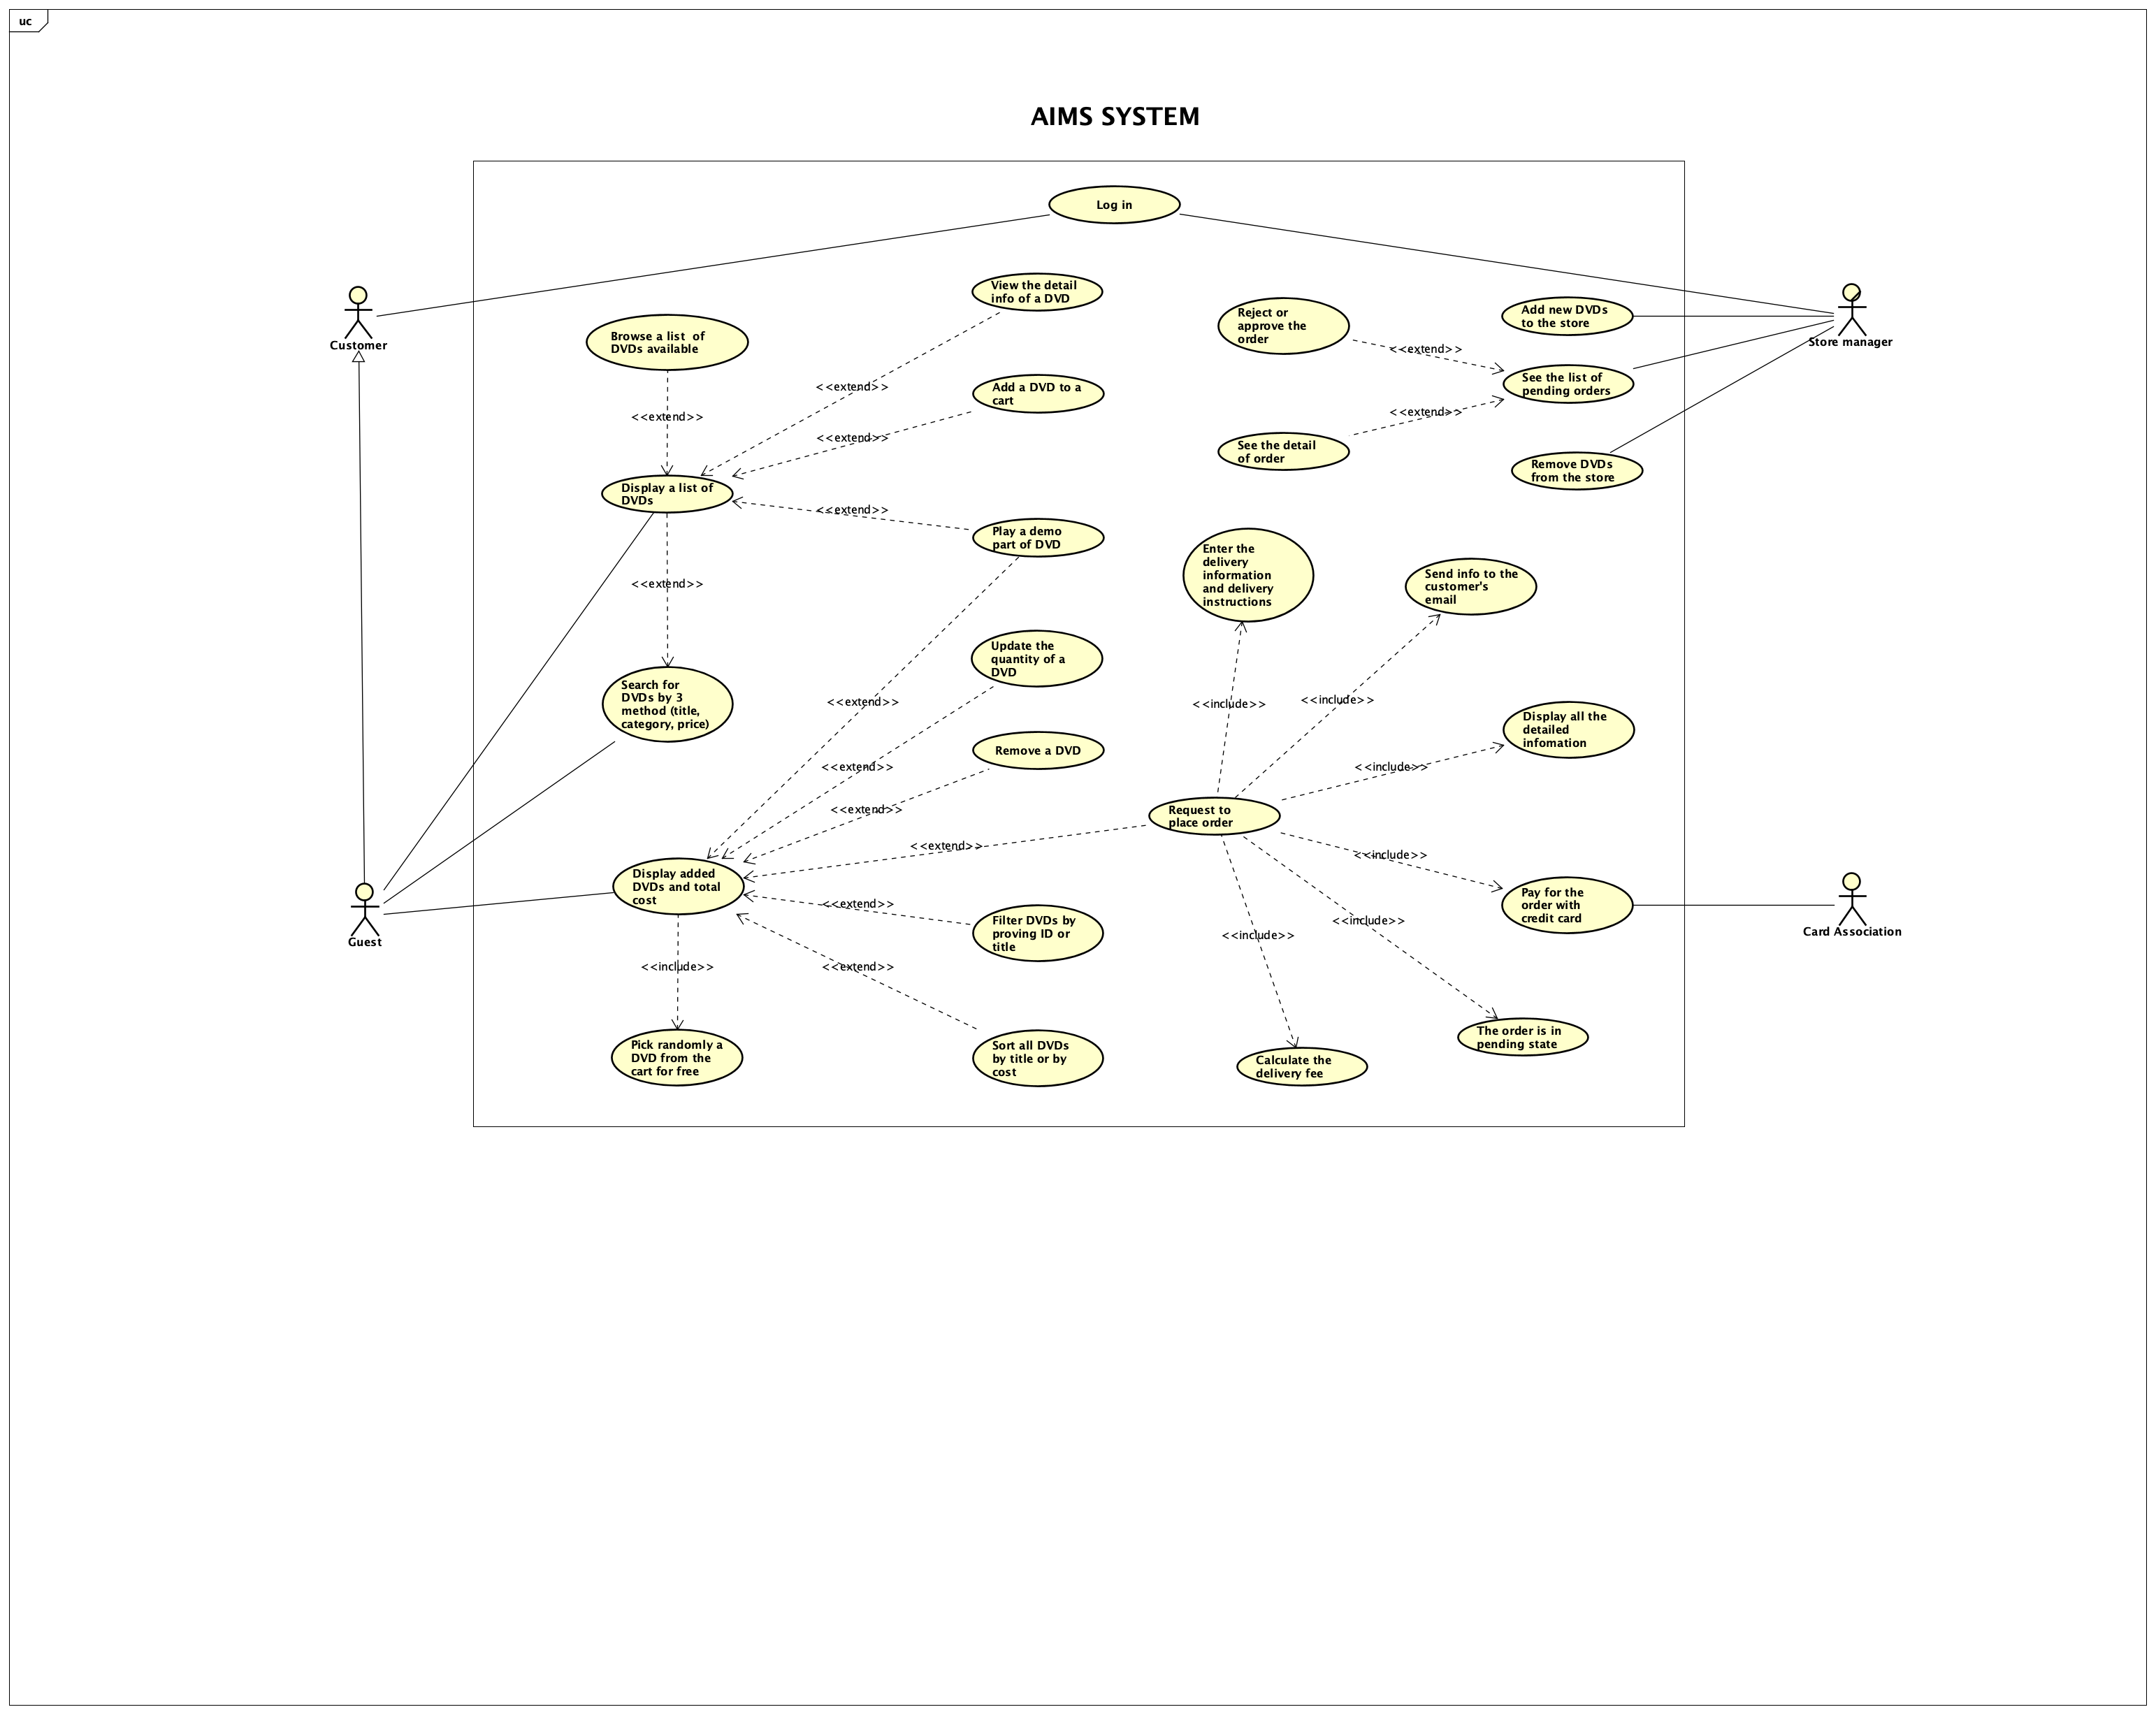 uc
AIMS SYSTEM
Log in
View the detail
info of a DVD
Reject or
approve the
order
Add new DVDs
to the store
Customer
Store manager
Browse a list  of
DVDs available
<<extend>>
<<extend>>
See the list of
pending orders
Add a DVD to a
cart
<<extend>>
<<extend>>
<<extend>>
See the detail
of order
Remove DVDs
from the store
Display a list of
DVDs
<<extend>>
Play a demo
part of DVD
Enter the
delivery
information
and delivery
instructions
Send info to the
customer's
email
<<extend>>
Update the
quantity of a
DVD
Search for
DVDs by 3
method (title,
category, price)
<<extend>>
<<include>>
<<include>>
Display all the
detailed
infomation
Remove a DVD
<<extend>>
<<include>>
<<extend>>
Request to
place order
<<extend>>
<<include>>
Display added
DVDs and total
cost
Pay for the
order with
credit card
<<extend>>
Filter DVDs by
proving ID or
title
<<include>>
<<include>>
Guest
Card Association
<<include>>
<<extend>>
Pick randomly a
DVD from the
cart for free
Sort all DVDs
by title or by
cost
The order is in
pending state
Calculate the
delivery fee